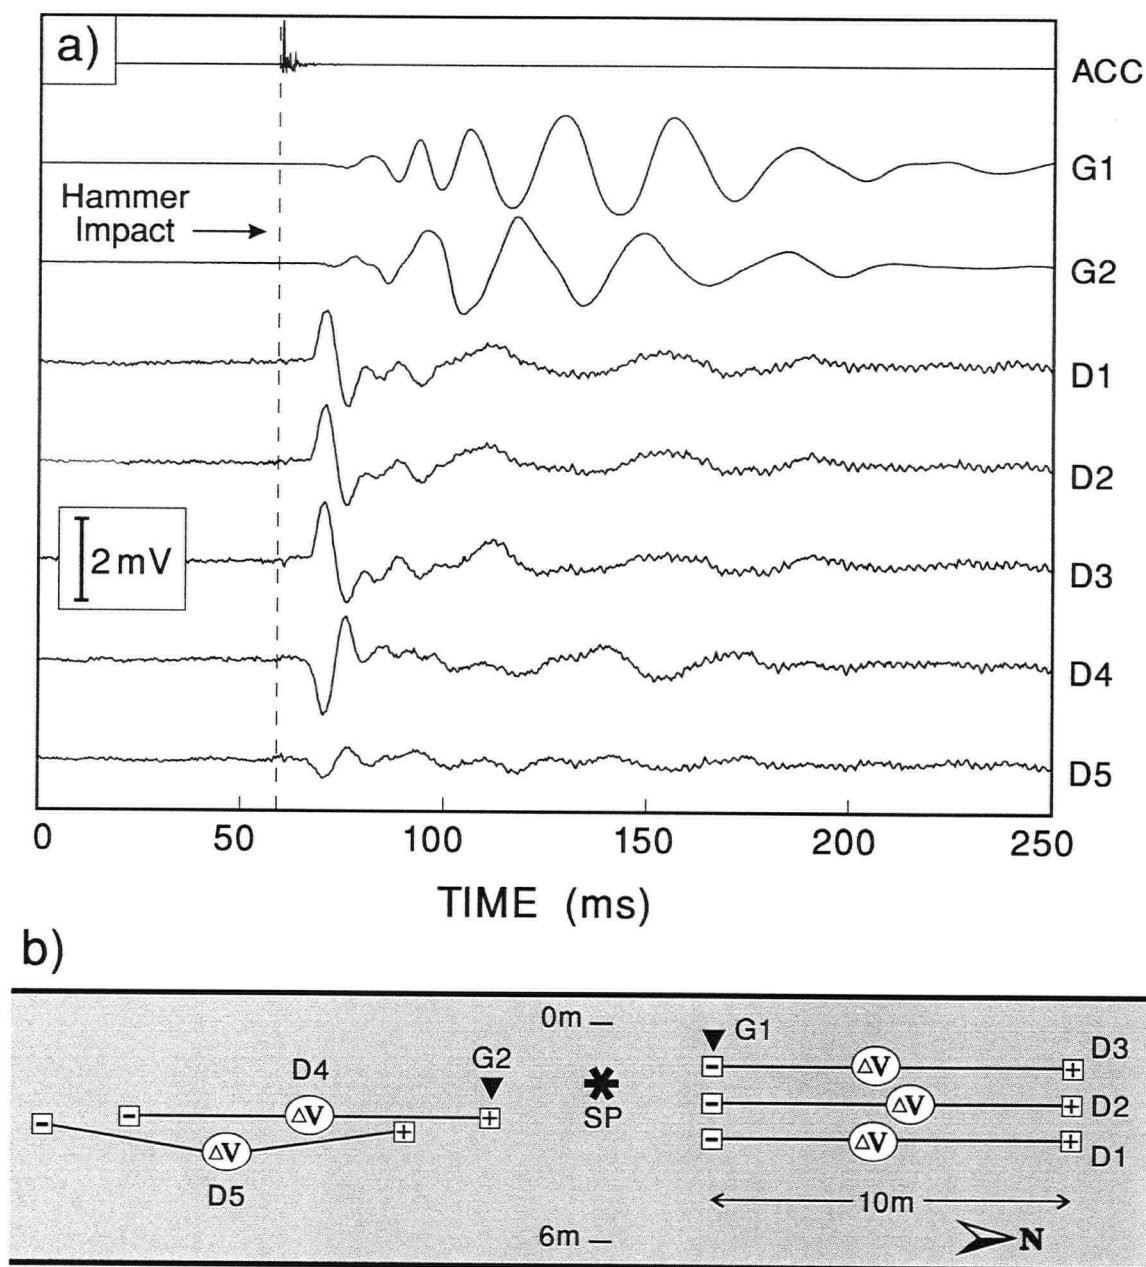 a)
ACC
G1
Hammer
Impact
G2
D1
D2
2 mV
D3
D4
D5
0 50 100 150 200 250
TIME (ms)
b)
0m
G1
D3
D4
G2
- ΔV +
SP
- ΔV +
D2
- ΔV +
- ΔV +
- ΔV +
D1
D5
10m
6m
N